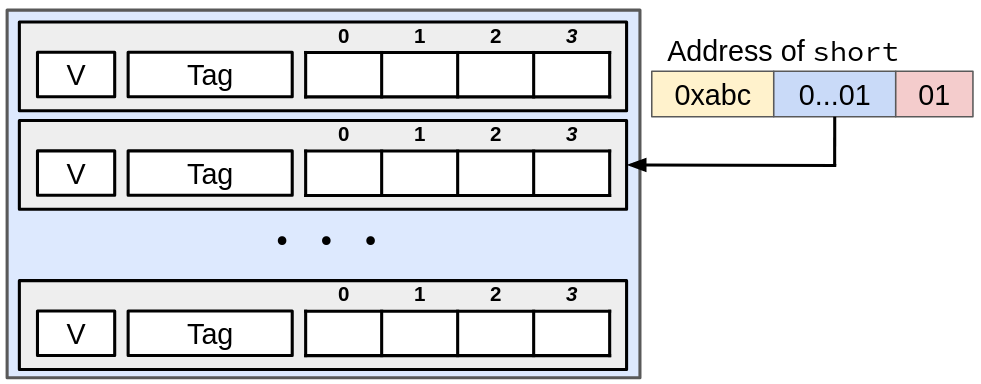 0 1 2 3
V Tag
Address of short
0xabc 0...01 01
0 1 2 3
V Tag
. . .
0 1 2 3
V Tag